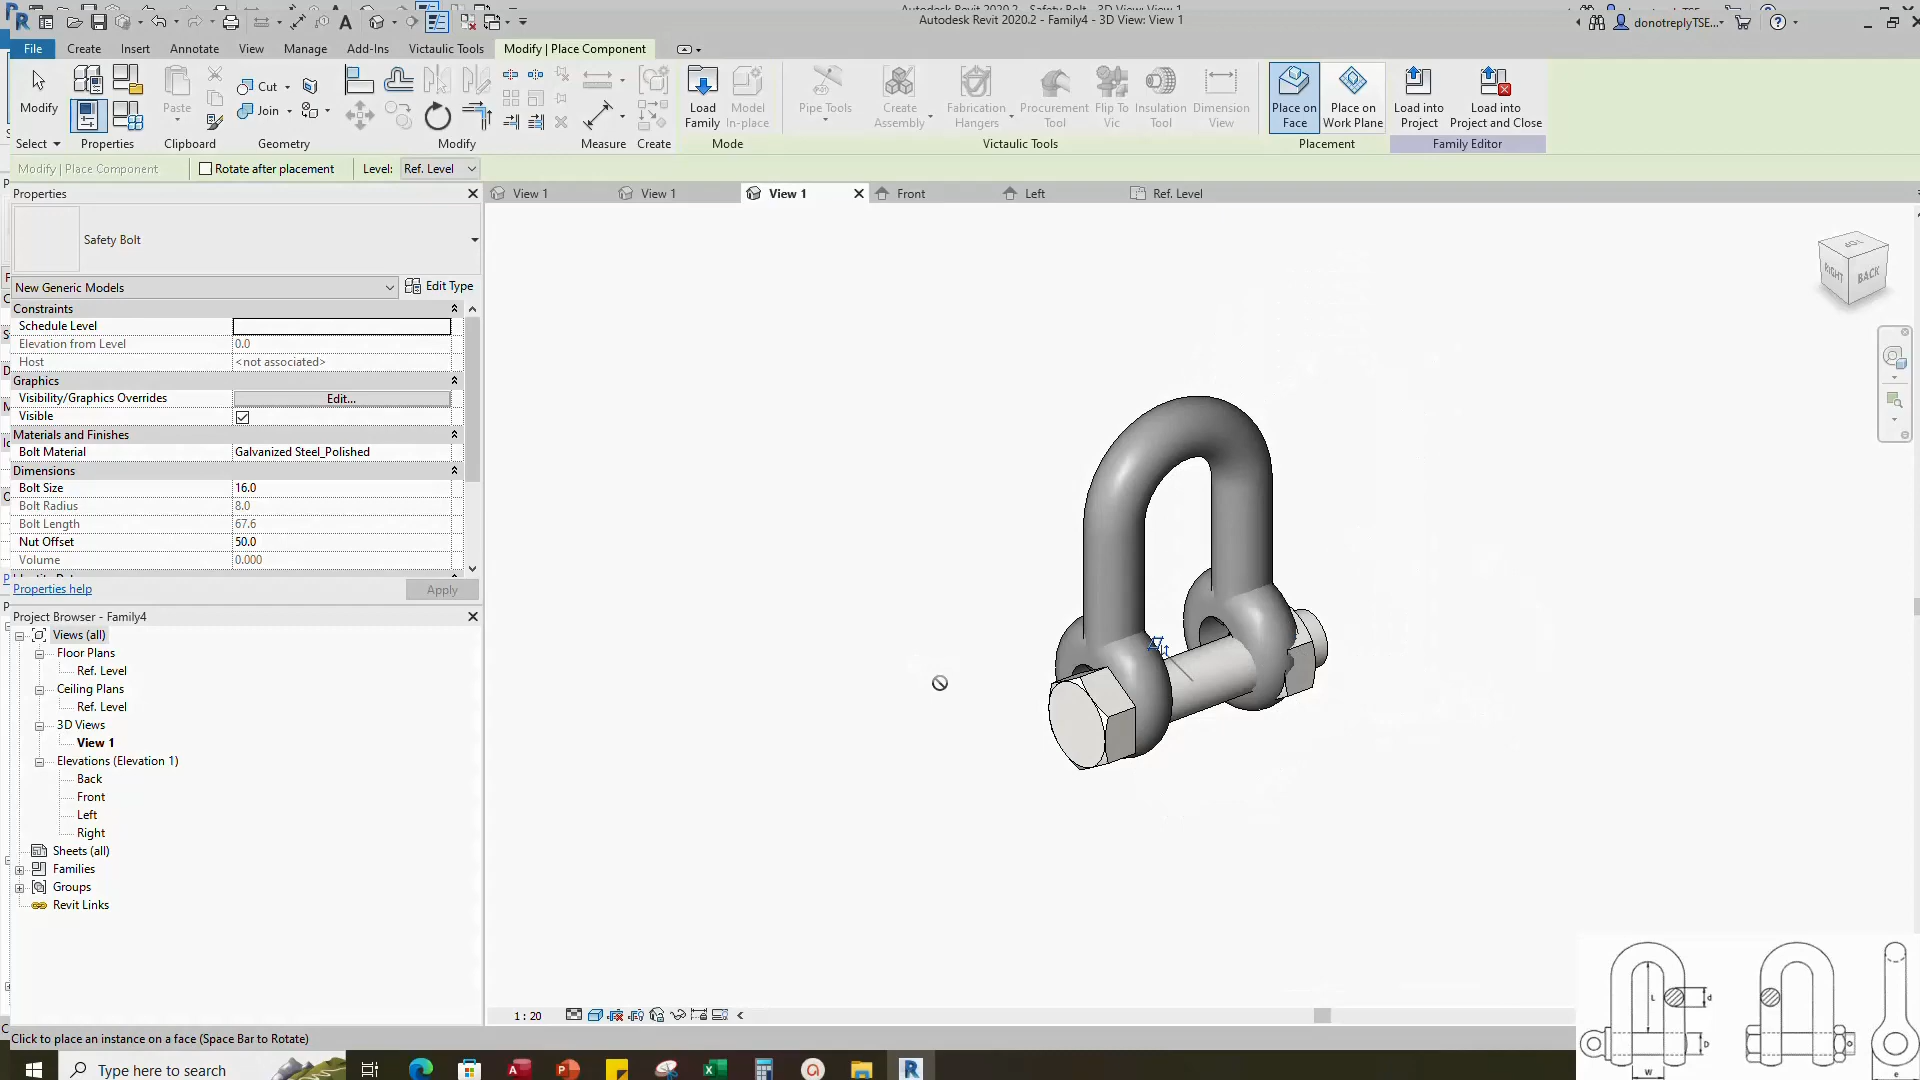 Autodesk Revit 2020.2 - Family4 - 3D View: View 1
donotreplyTSE...
File Create Insert Annotate View Manage Add-Ins Victaulic Tools Modify | Place Component
Modify Paste Cut Join Load Family Model In-place Pipe Tools Create Assembly Fabrication Hangers Procurement Tool Flip To Vic Insulation Tool Dimension View Place on Face Place on Work Plane Load into Project Load into Project and Close
Select Properties Clipboard Geometry Modify Measure Create Mode Victaulic Tools Placement Family Editor
Modify | Place Component Rotate after placement Level: Ref. Level
Properties
View 1 View 1 View 1 Front Left Ref. Level
Safety Bolt
New Generic Models Edit Type
Constraints
Schedule Level
Elevation from Level 0.0
Host <not associated>
Graphics
Visibility/Graphics Overrides Edit...
Visible
Materials and Finishes
Bolt Material Galvanized Steel_Polished
Dimensions
Bolt Size 16.0
Bolt Radius 8.0
Bolt Length 67.6
Nut Offset 50.0
Volume 0.000
Properties help Apply
Project Browser - Family4
Views (all)
Floor Plans
Ref. Level
Ceiling Plans
Ref. Level
3D Views
View 1
Elevations (Elevation 1)
Back
Front
Left
Right
Sheets (all)
Families
Groups
Revit Links
TOP
RIGHT BACK
L d
D
W e
1 : 20
Click to place an instance on a face (Space Bar to Rotate)
Type here to search